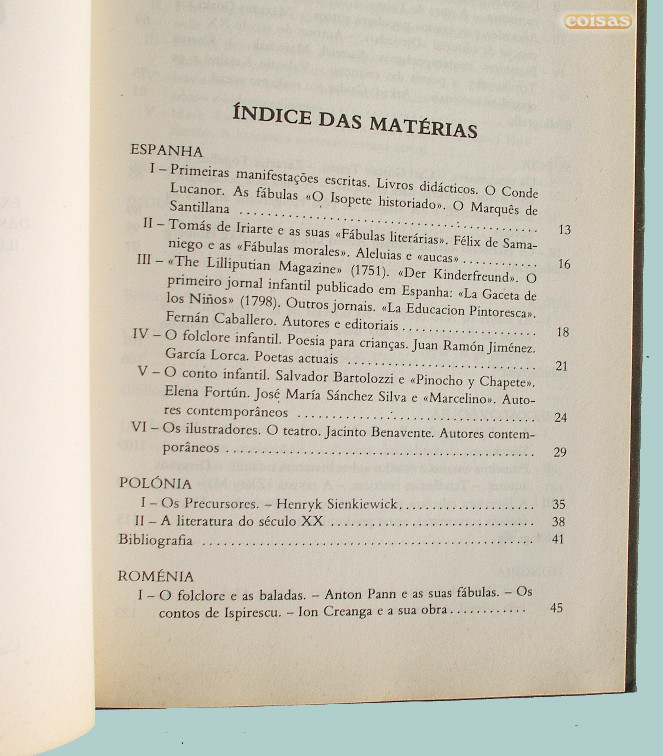 coisas
ÍNDICE DAS MATÉRIAS
ESPANHA
I – Primeiras manifestações escritas. Livros didácticos. O Conde
Lucanor. As fábulas «O Isopete historiado». O Marquês de
Santillana ........................................ 13
II – Tomás de Iriarte e as suas «Fábulas literárias». Félix de Sama-
niego e as «Fábulas morales». Aleluias e «aucas» ............ 16
III – «The Lilliputian Magazine» (1751). «Der Kinderfreund». O
primeiro jornal infantil publicado em Espanha: «La Gaceta de
los Niños» (1798). Outros jornais. «La Educacion Pintoresca».
Fernán Caballero. Autores e editoriais .................... 18
IV – O folclore infantil. Poesia para crianças. Juan Ramón Jiménez.
García Lorca. Poetas actuais ........................... 21
V – O conto infantil. Salvador Bartolozzi e «Pinocho y Chapete».
Elena Fortún. José María Sánchez Silva e «Marcelino». Auto-
res contemporâneos .................................. 24
VI – Os ilustradores. O teatro. Jacinto Benavente. Autores contem-
porâneos ............................................ 29
POLÓNIA
I – Os Precursores. – Henryk Sienkiewick..................... 35
II – A literatura do século XX .............................. 38
Bibliografia ................................................ 41
ROMÉNIA
I – O folclore e as baladas. – Anton Pann e as suas fábulas. – Os
contos de Ispirescu. – Ion Creanga e a sua obra ............ 45